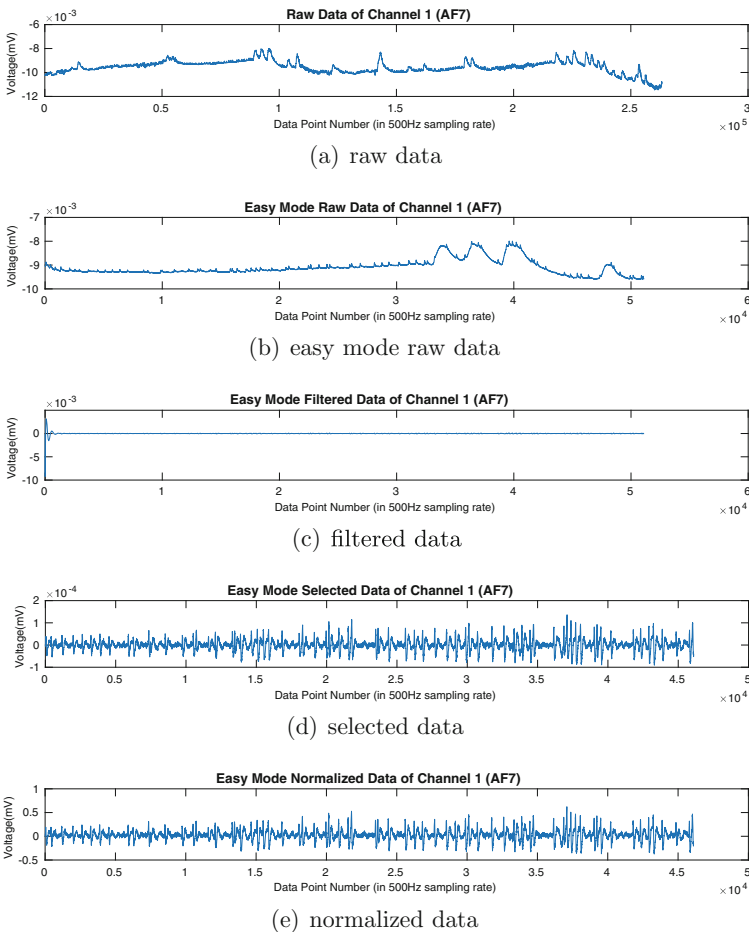 Raw Data of Channel 1 (AF7)
×10⁻³
Voltage(mV)
-6
-8
-10
-12
0 0.5 1 1.5 2 2.5 3
Data Point Number (in 500Hz sampling rate)
×10⁵
(a) raw data
Easy Mode Raw Data of Channel 1 (AF7)
×10⁻³
Voltage(mV)
-7
-8
-9
-10
0 1 2 3 4 5 6
Data Point Number (in 500Hz sampling rate)
×10⁴
(b) easy mode raw data
Easy Mode Filtered Data of Channel 1 (AF7)
×10⁻³
Voltage(mV)
0
-5
-10
0 1 2 3 4 5 6
Data Point Number (in 500Hz sampling rate)
×10⁴
(c) filtered data
Easy Mode Selected Data of Channel 1 (AF7)
×10⁻⁴
Voltage(mV)
2
1
0
-1
0 0.5 1 1.5 2 2.5 3 3.5 4 4.5 5
Data Point Number (in 500Hz sampling rate)
×10⁴
(d) selected data
Easy Mode Normalized Data of Channel 1 (AF7)
Voltage(mV)
1
0.5
0
-0.5
0 0.5 1 1.5 2 2.5 3 3.5 4 4.5 5
Data Point Number (in 500Hz sampling rate)
×10⁴
(e) normalized data